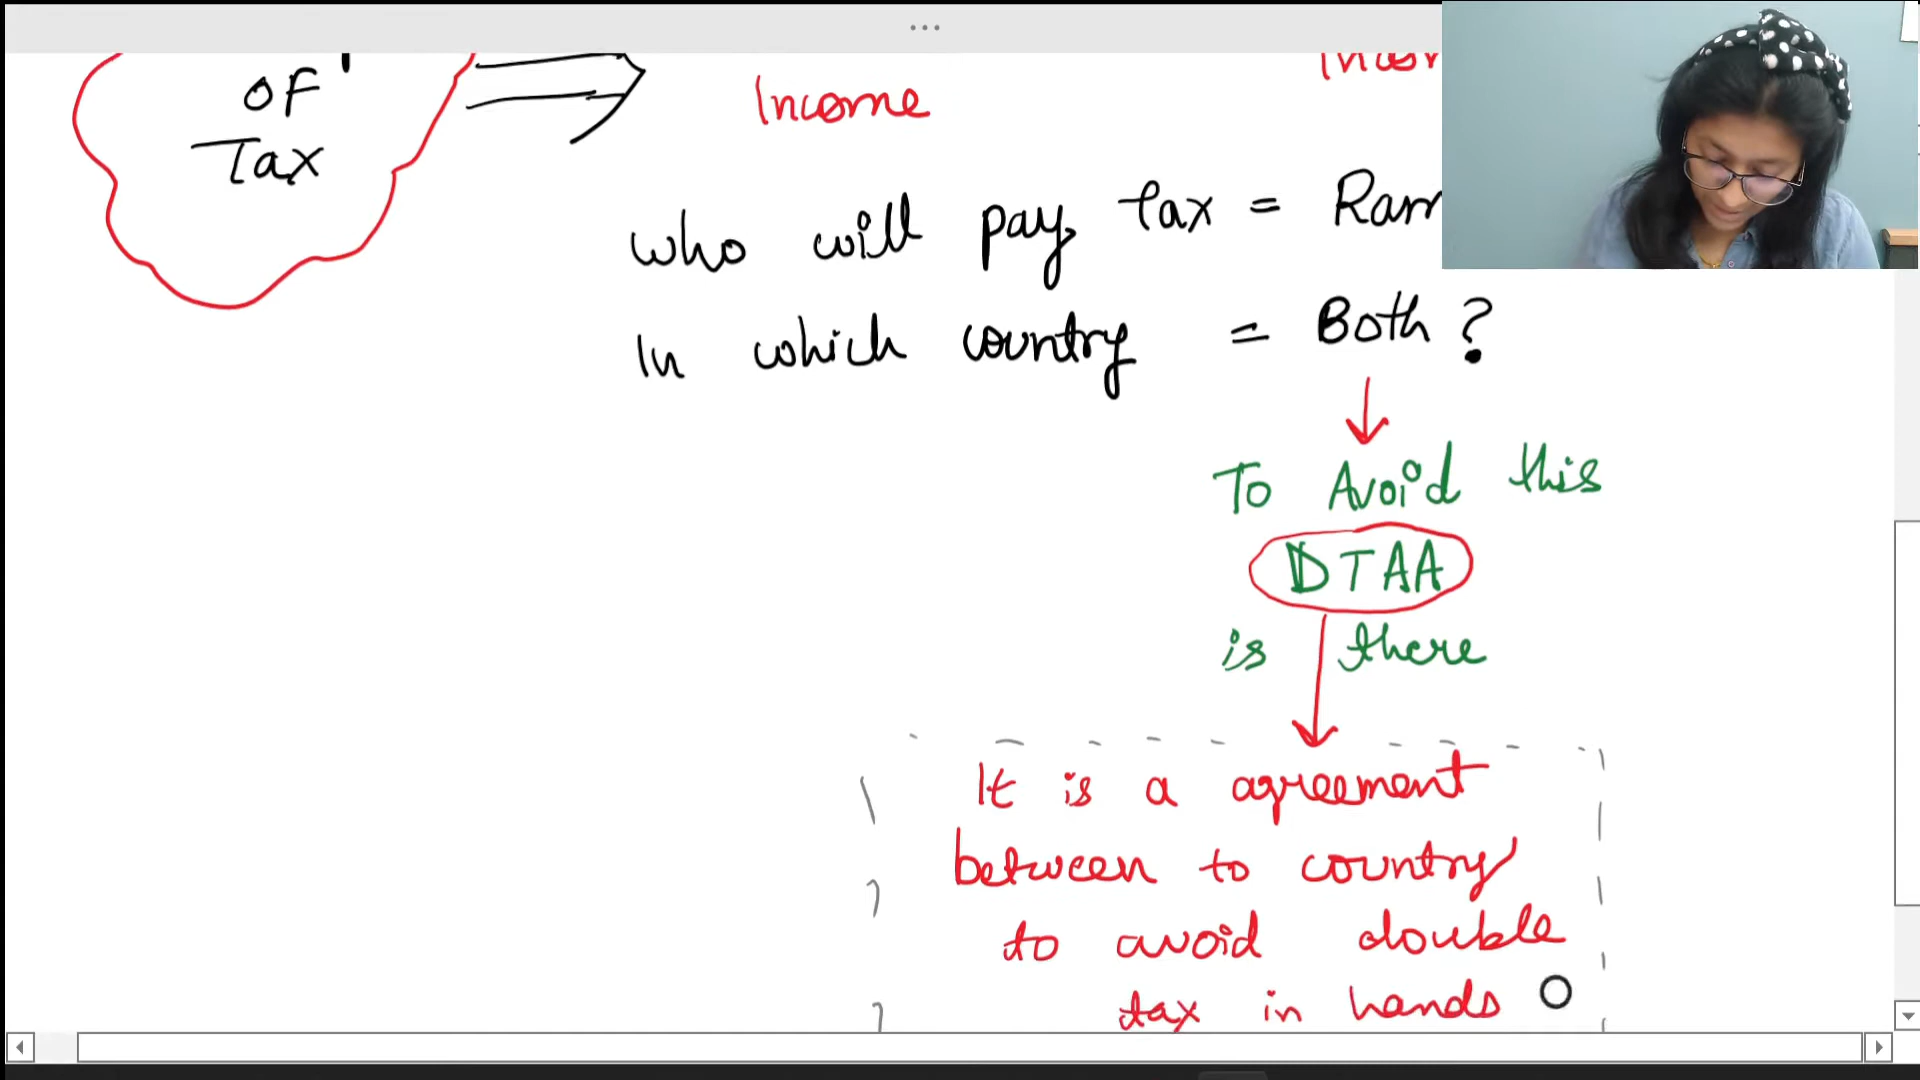 OF
Tax
Income
who will pay tax = Ram
In which country = Both ?
To Avoid this
DTAA
is there
It is a agreement
between to country
to avoid double
tax in hands